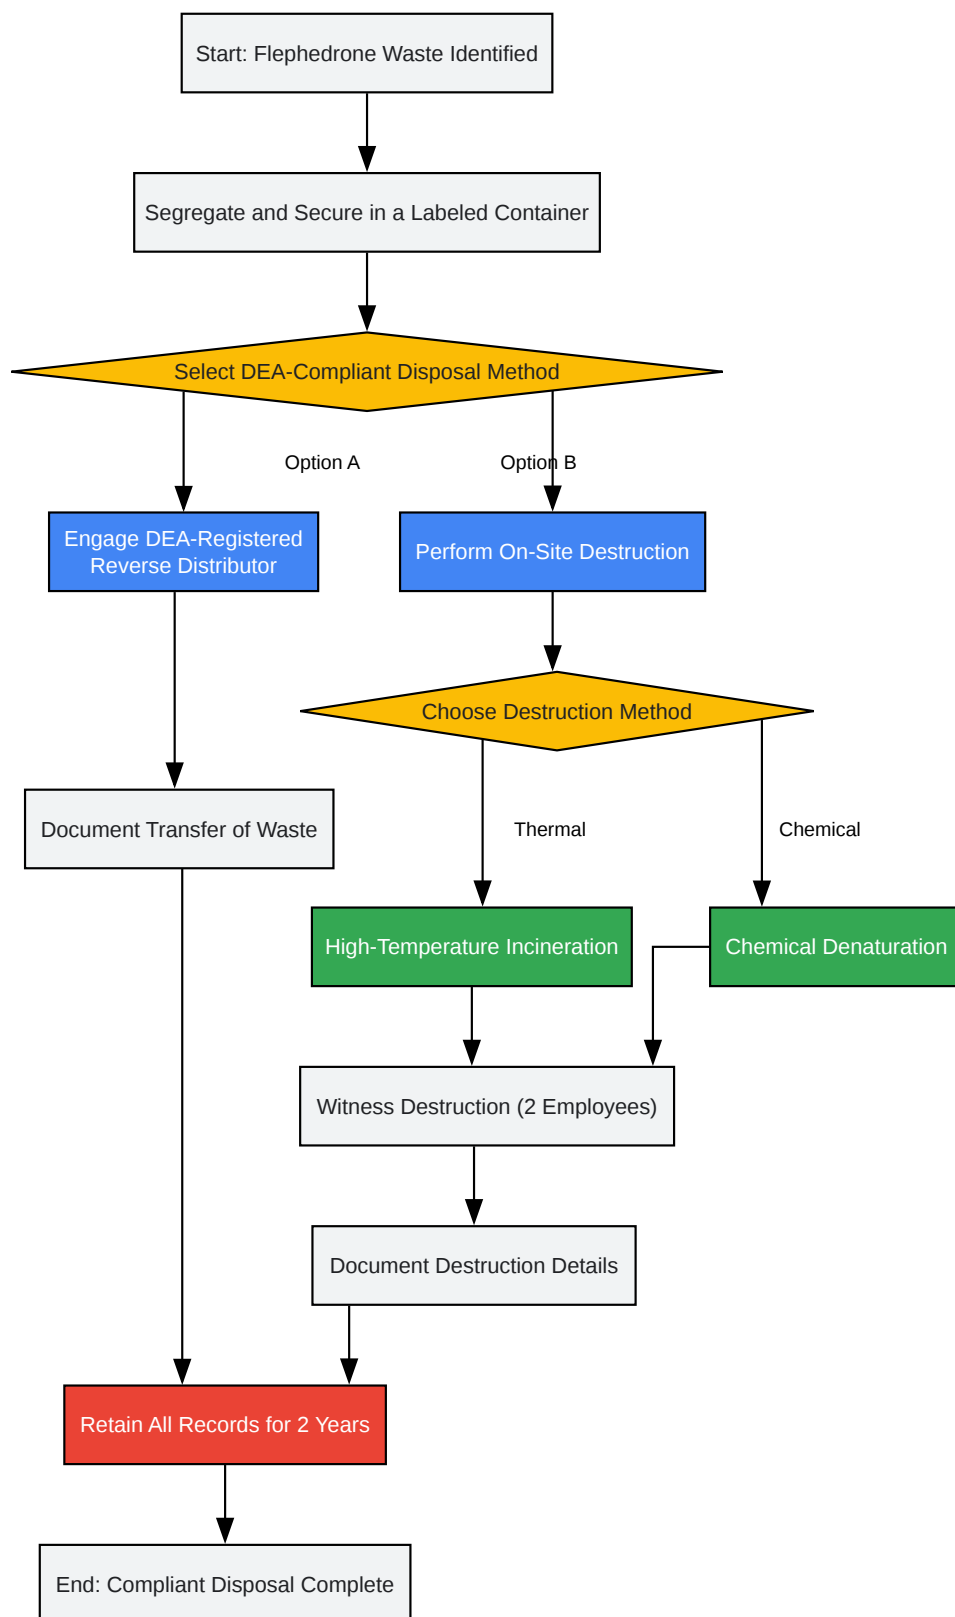 Start: Flephedrone Waste Identified
Segregate and Secure in a Labeled Container
Select DEA-Compliant Disposal Method
Option A
Option B
Engage DEA-Registered
Reverse Distributor
Perform On-Site Destruction
Choose Destruction Method
Document Transfer of Waste
Thermal
Chemical
High-Temperature Incineration
Chemical Denaturation
Witness Destruction (2 Employees)
Document Destruction Details
Retain All Records for 2 Years
End: Compliant Disposal Complete